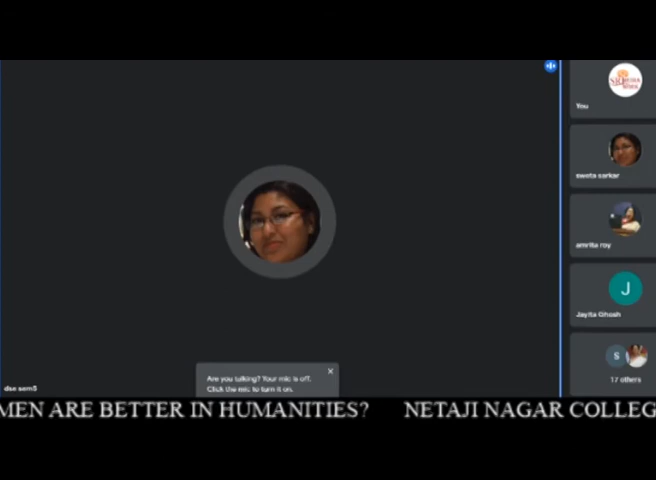 You
sweta sarkar
amrita roy
J
Jayita Ghosh
S
17 others
Are you talking? Your mic is off.
Click the mic to turn it on.
dse sem5
MEN ARE BETTER IN HUMANITIES? NETAJI NAGAR COLLEG